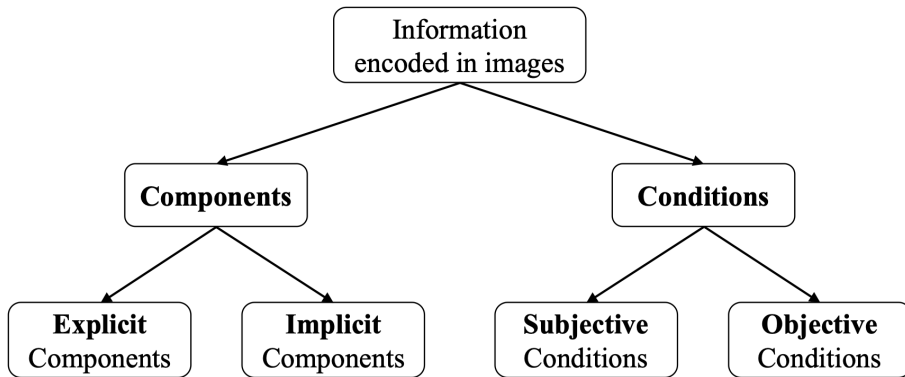 Information
encoded in images
Components
Conditions
Explicit
Components
Implicit
Components
Subjective
Conditions
Objective
Conditions